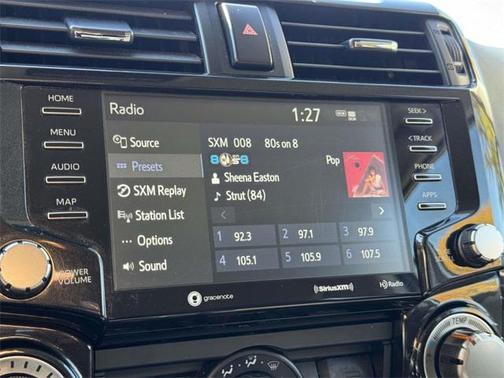 HOME
MENU
AUDIO
MAP
POWER
VOLUME
Radio
1:27
Source
Presets
SXM Replay
Station List
Options
Sound
SXM 008 80s on 8
Pop
Sheena Easton
Strut (84)
1 92.3
2 97.1
3 97.9
4 105.1
5 105.9
6 107.5
gracenote
SiriusXM
HD Radio
SEEK >
< TRACK
PHONE
APPS
TEMP